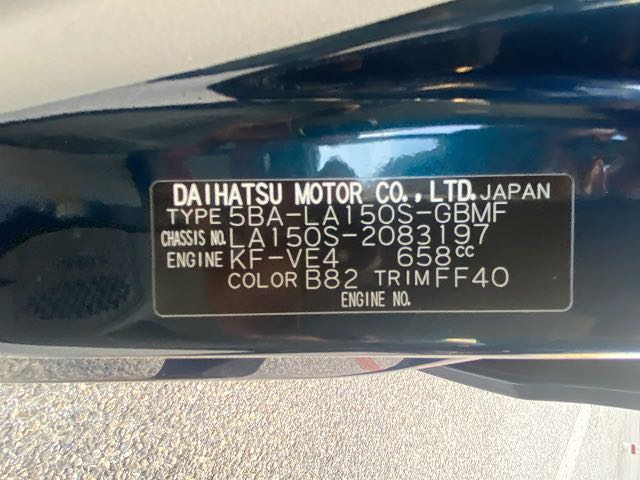 DAIHATSU MOTOR CO., LTD. JAPAN
TYPE 5BA-LA150S-GBMF
CHASSIS NO. LA150S-2083197
ENGINE KF-VE4 658cc
COLOR B82 TRIM FF40
ENGINE NO.